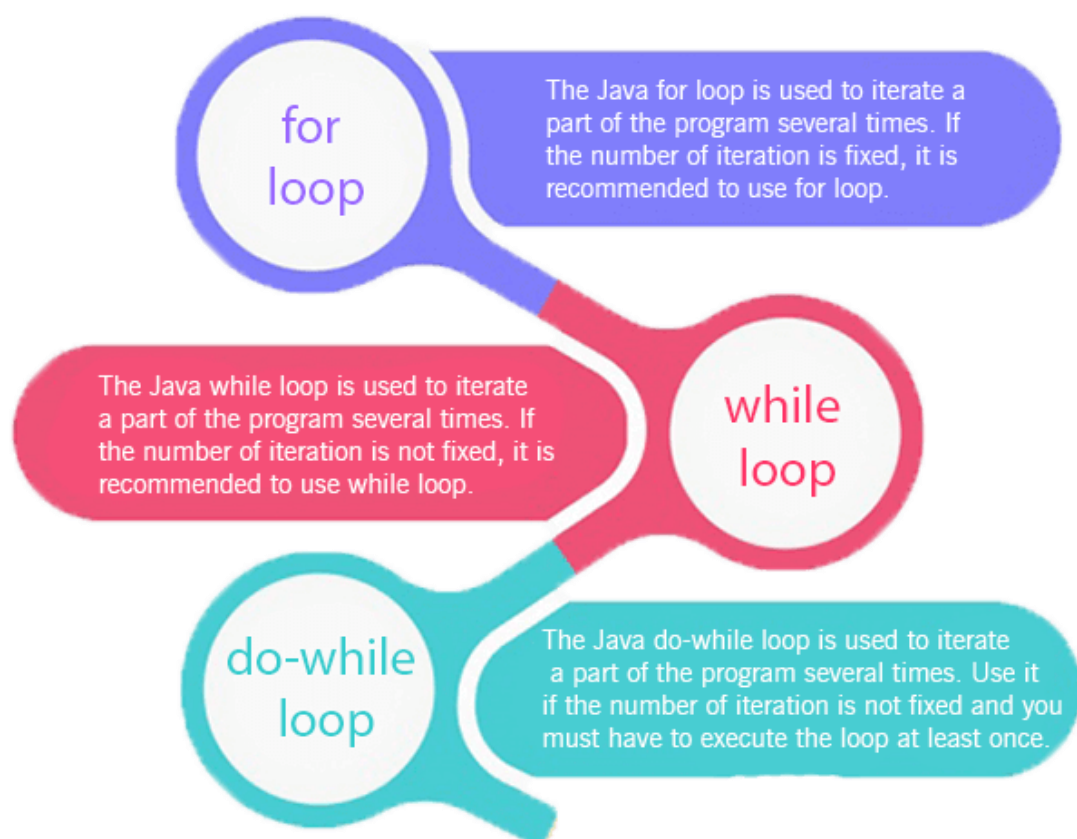 for
loop
The Java for loop is used to iterate a
part of the program several times. If
the number of iteration is fixed, it is
recommended to use for loop.
The Java while loop is used to iterate
a part of the program several times. If
the number of iteration is not fixed, it is
recommended to use while loop.
while
loop
do-while
loop
The Java do-while loop is used to iterate
a part of the program several times. Use it
if the number of iteration is not fixed and you
must have to execute the loop at least once.